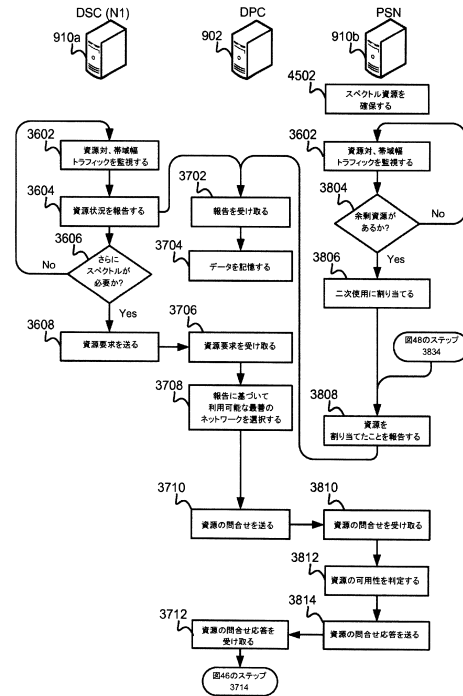 DSC (N1)
DPC
PSN
910a
902
910b
4502
スペクトル資源を
確保する
3602
資源対、帯域幅
トラフィックを監視する
3602
資源対、帯域幅
トラフィックを監視する
3604
資源状況を報告する
3702
報告を受け取る
3804
余剰資源が
あるか?
No
3606
No
さらに
スペクトルが
必要か?
Yes
3704
データを記憶する
Yes
3806
二次使用に割り当てる
3608
資源要求を送る
3706
資源要求を受け取る
図48のステップ
3834
3708
報告に基づいて
利用可能な最善の
ネットワークを選択する
3808
資源を
割り当てたことを報告する
3710
資源の問合せを送る
3810
資源の問合せを受け取る
3812
資源の可用性を判定する
3712
資源の問合せ応答を
受け取る
3814
資源の問合せ応答を送る
図46のステップ
3714